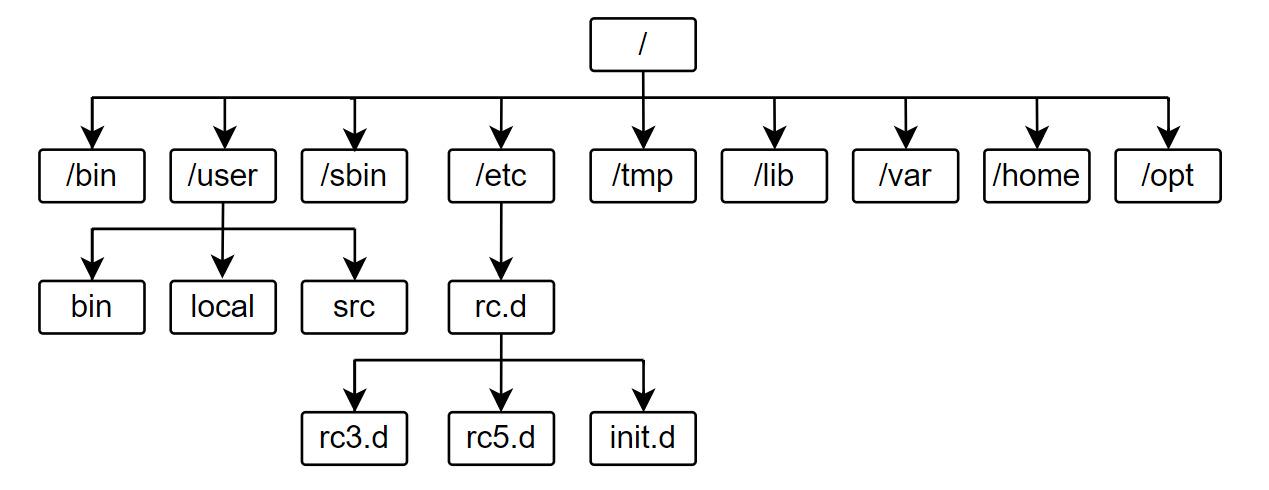 /
/bin /user /sbin /etc /tmp /lib /var /home /opt
bin local src rc.d
rc3.d rc5.d init.d